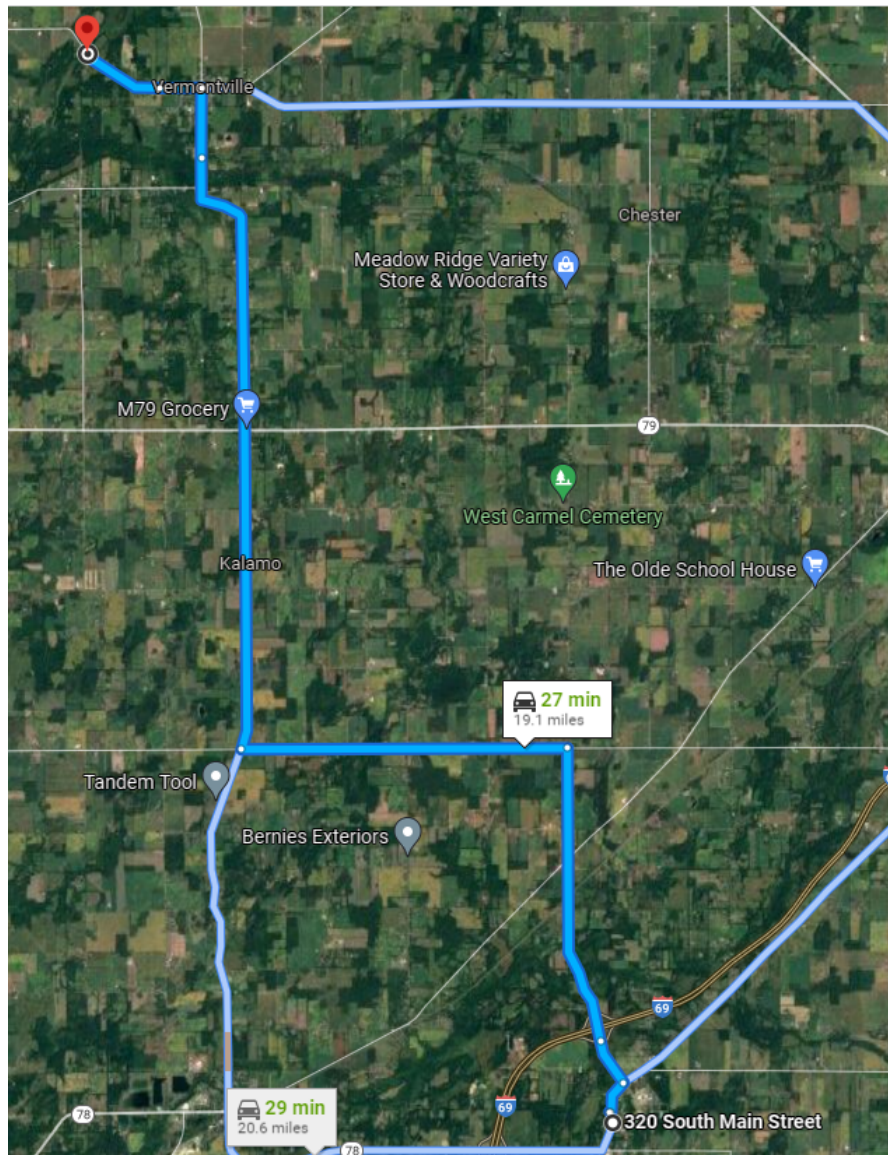 Vermontville
Chester
Meadow Ridge Variety
Store & Woodcrafts
M79 Grocery
79
West Carmel Cemetery
Kalamo
The Olde School House
27 min
19.1 miles
Tandem Tool
Bernies Exteriors
69
69
78
29 min
20.6 miles
320 South Main Street
78